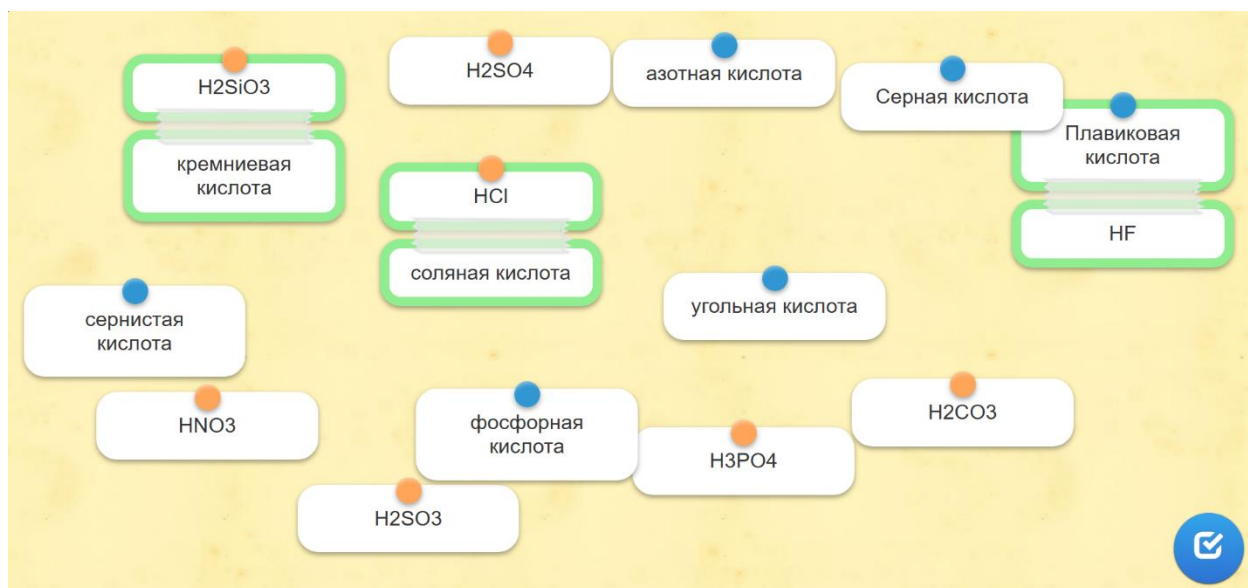 H2SiO3
кремниевая
кислота
H2SO4
азотная кислота
Серная кислота
Плавиковая
кислота
HF
HCl
соляная кислота
угольная кислота
сернистая
кислота
HNO3
фосфорная
кислота
H3PO4
H2CO3
H2SO3